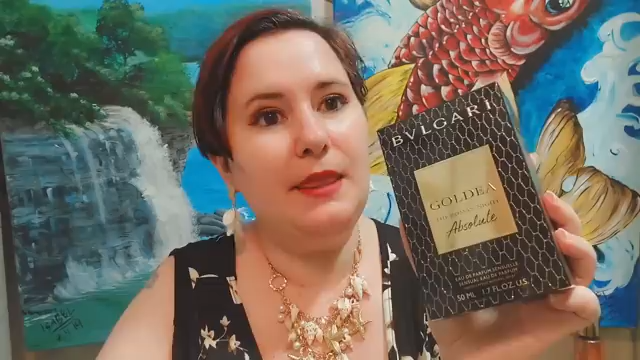 BVLGARI
GOLDEA
THE ROMAN NIGHT
Absolute
EAU DE PARFUM SENSUELLE
SENSUAL EAU DE PARFUM
50 ML 1.7 FL.OZ.U.S.